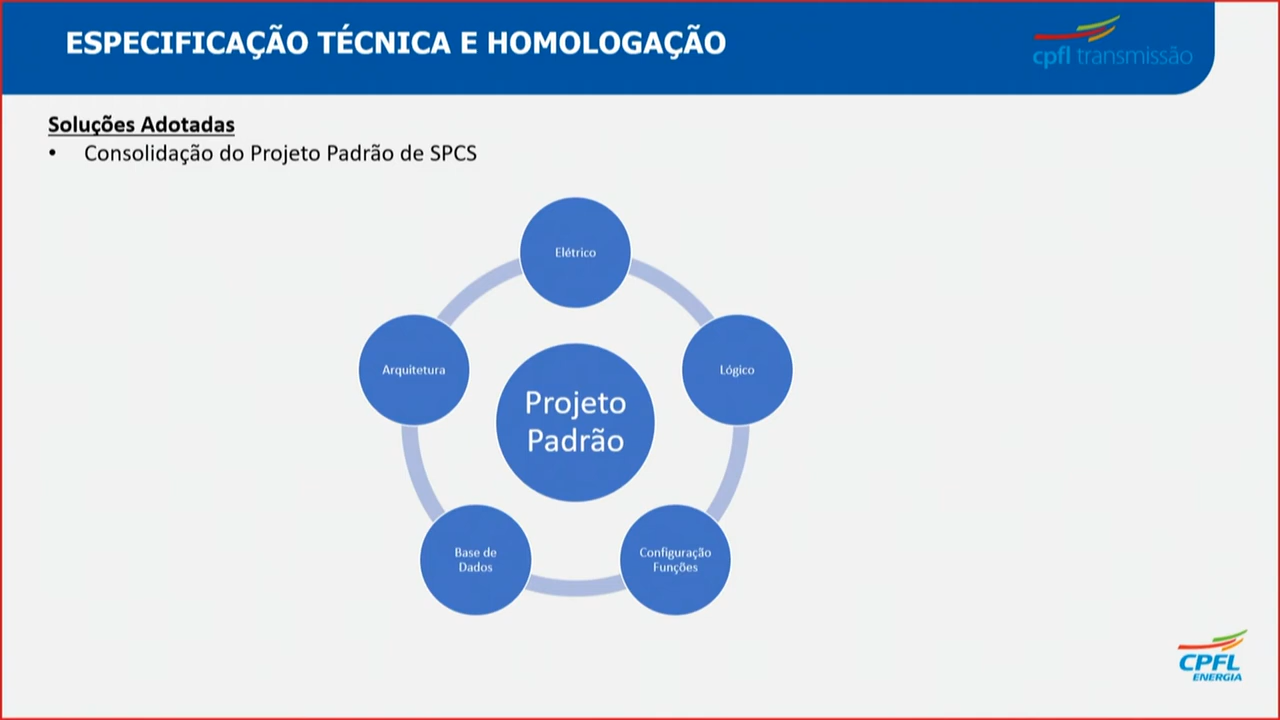 ESPECIFICAÇÃO TÉCNICA E HOMOLOGAÇÃO
cpfl transmissão
Soluções Adotadas
• Consolidação do Projeto Padrão de SPCS
Elétrico
Arquitetura
Lógico
Projeto
Padrão
Base de
Dados
Configuração
Funções
CPFL
ENERGIA